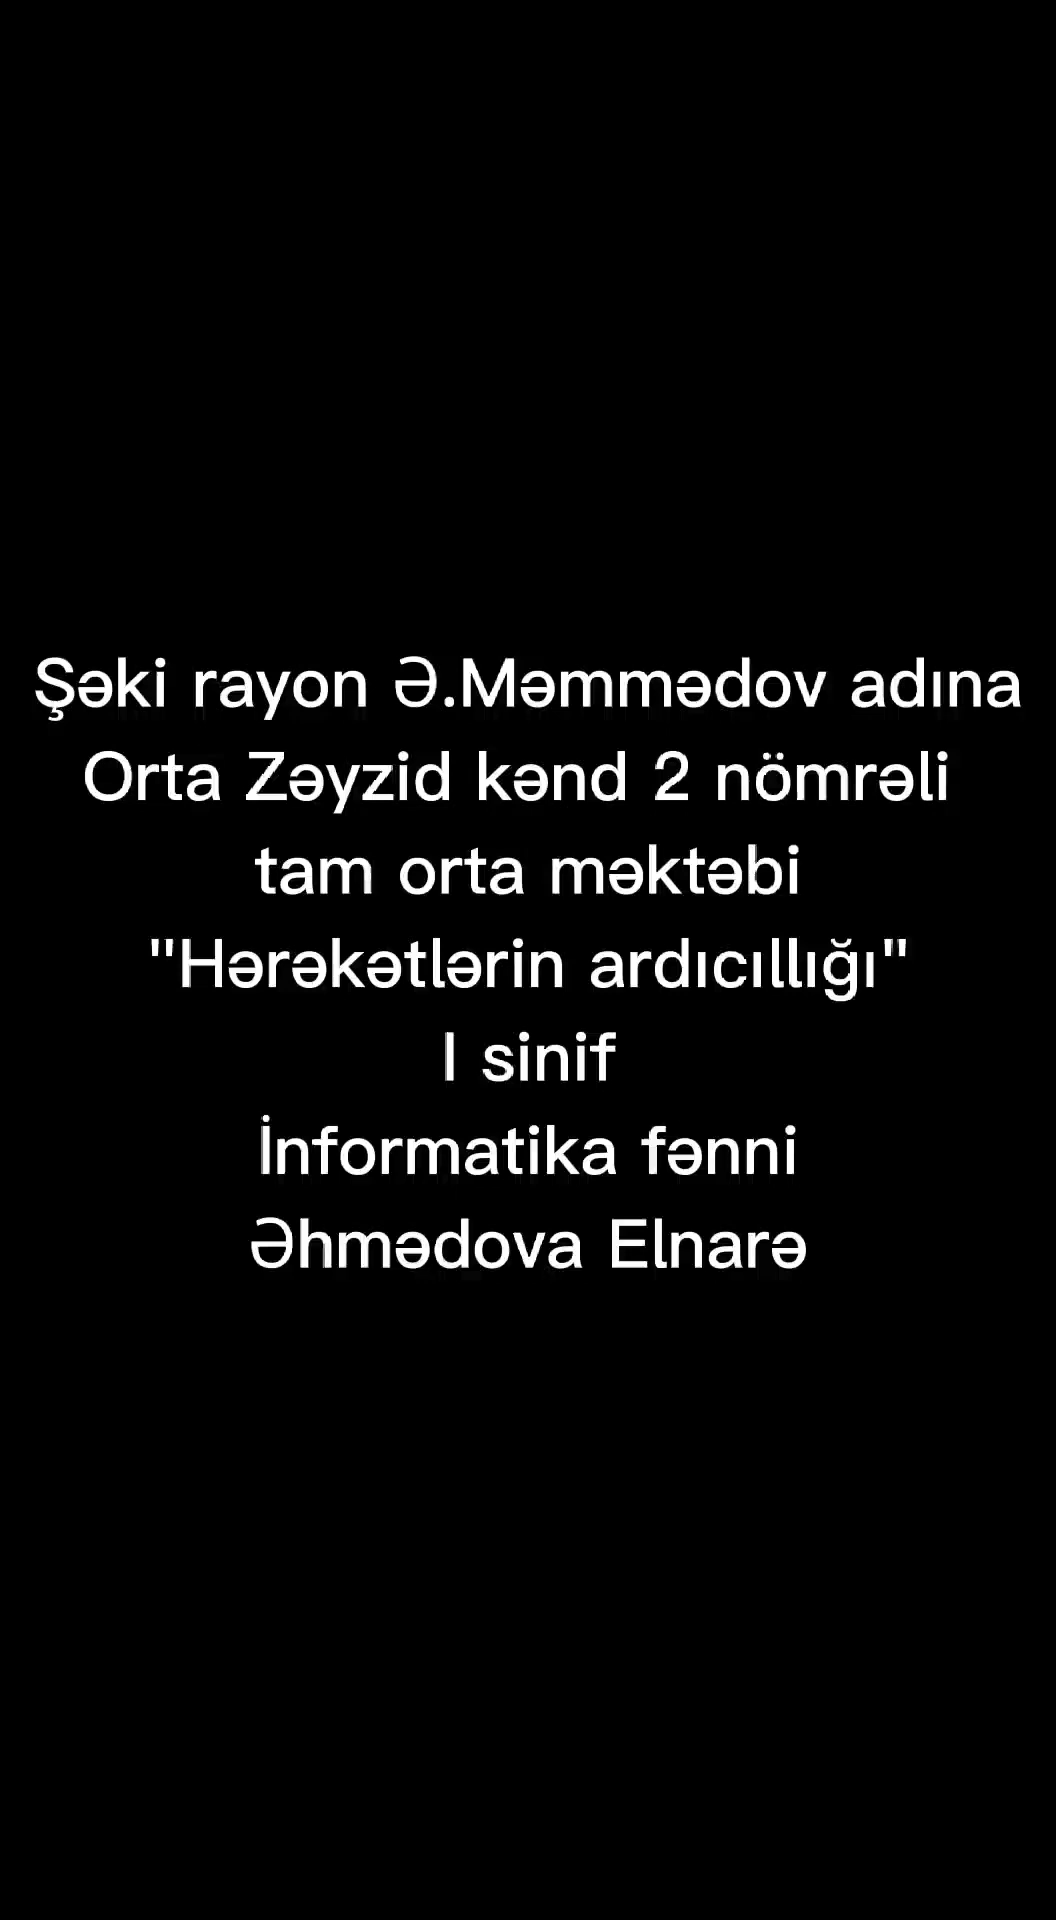 Şəki rayon Ə.Məmmədov adına
Orta Zəyzid kənd 2 nömrəli
tam orta məktəbi
"Hərəkətlərin ardıcıllığı"
I sinif
İnformatika fənni
Əhmədova Elnarə